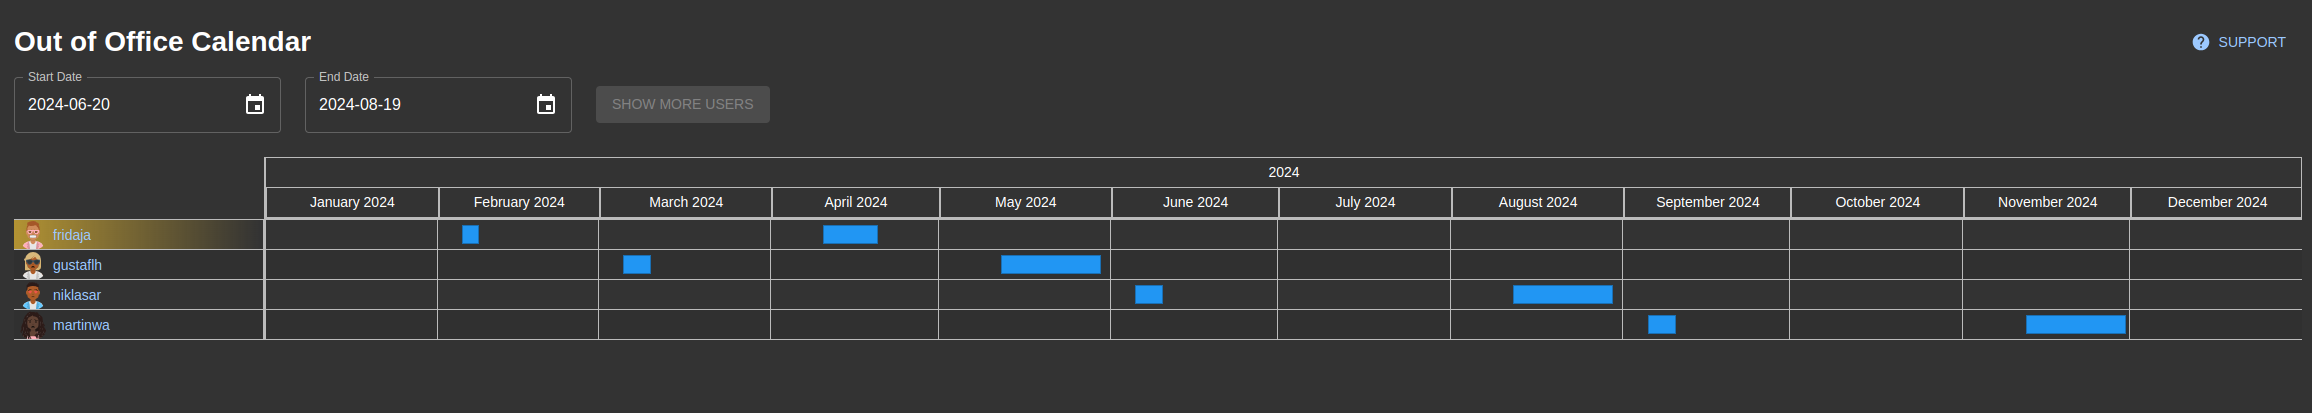 Out of Office Calendar
SUPPORT
Start Date
End Date
2024-06-20
2024-08-19
SHOW MORE USERS
2024
January 2024 February 2024 March 2024 April 2024 May 2024 June 2024 July 2024 August 2024 September 2024 October 2024 November 2024 December 2024
fridaja
gustaflh
niklasar
martinwa